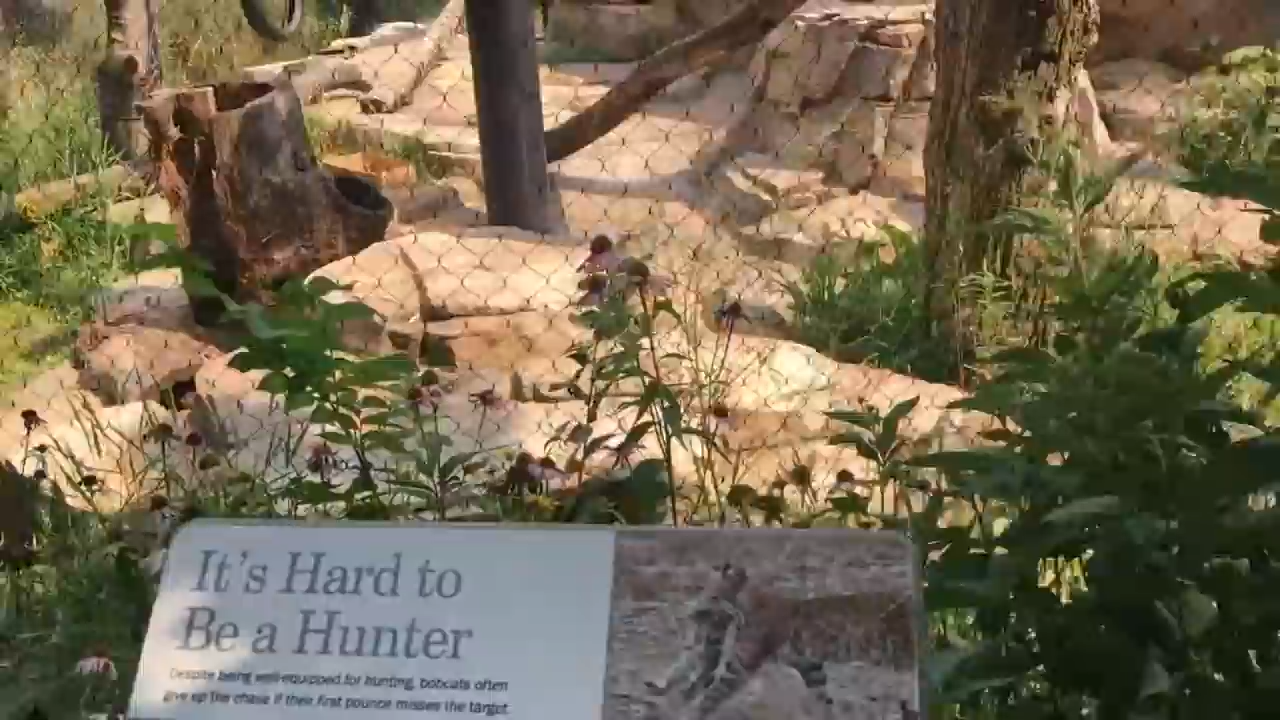 It's Hard to
Be a Hunter
Despite being well-equipped for hunting, bobcats often
give up the chase if their first pounce misses the target.